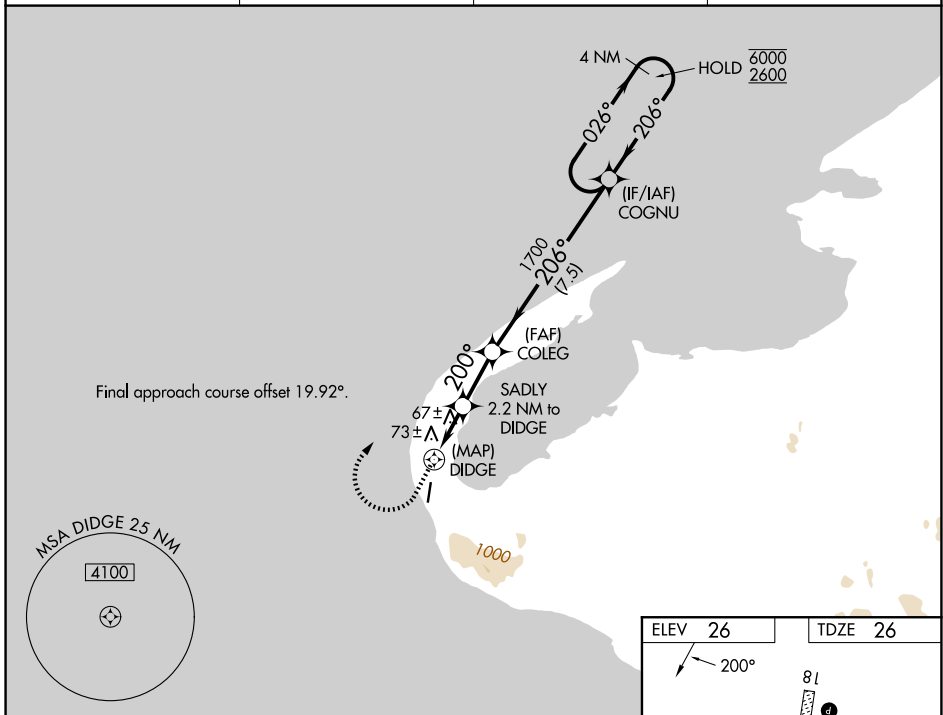 4 NM
HOLD
6000
2600
026°
206°
(IF/IAF)
COGNU
1700
206°
(7.5)
(FAF)
COLEG
200°
SADLY
2.2 NM to
DIDGE
Final approach course offset 19.92°.
67±
73±
(MAP)
DIDGE
MSA DIDGE 25 NM
4100
1000
ELEV 26
TDZE 26
200°
18
P